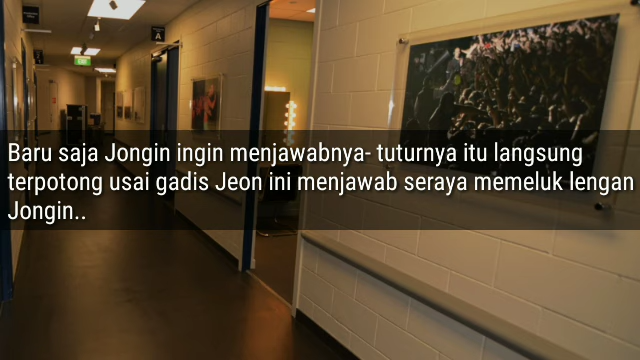 Baru saja Jongin ingin menjawabnya- tuturnya itu langsung
terpotong usai gadis Jeon ini menjawab seraya memeluk lengan
Jongin..